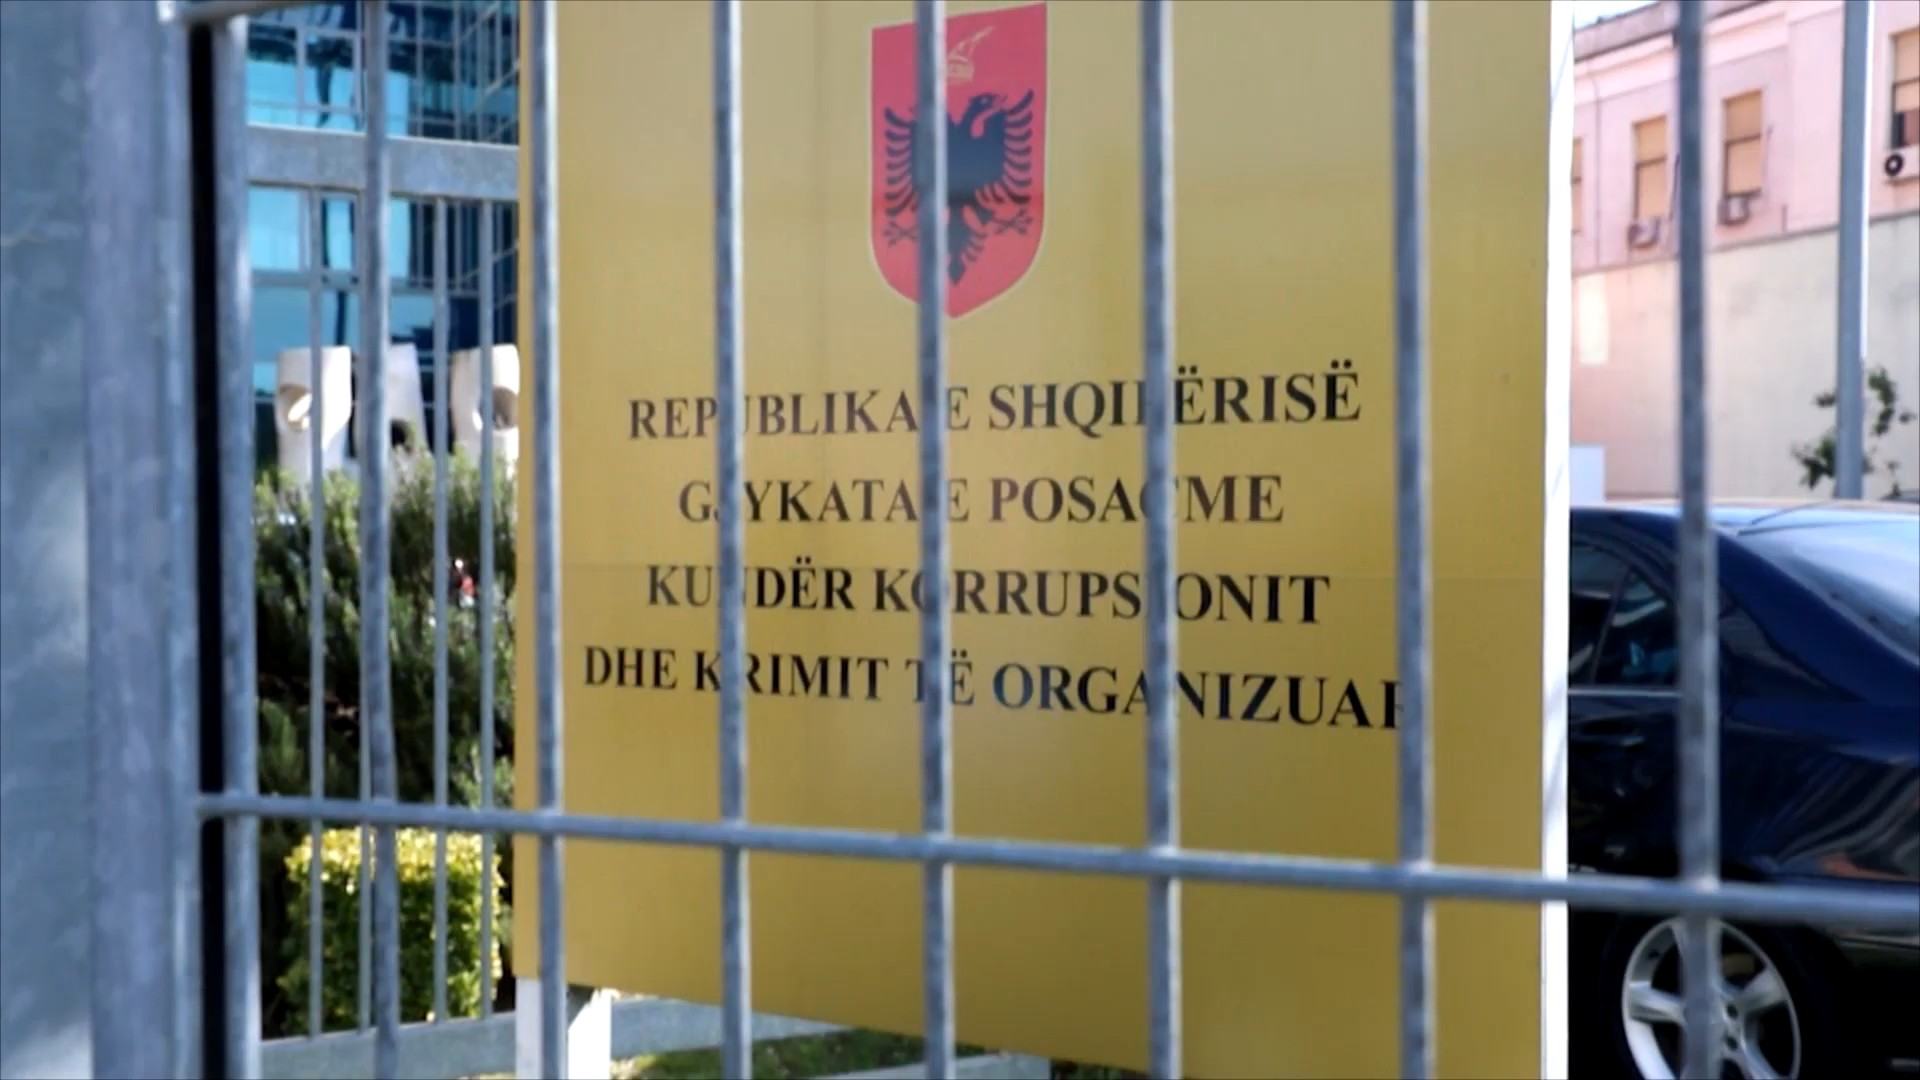 REPUBLIKA E SHQIPËRISË
GJYKATA E POSAÇME
KUNDËR KORRUPSIONIT
DHE KRIMIT TË ORGANIZUAR